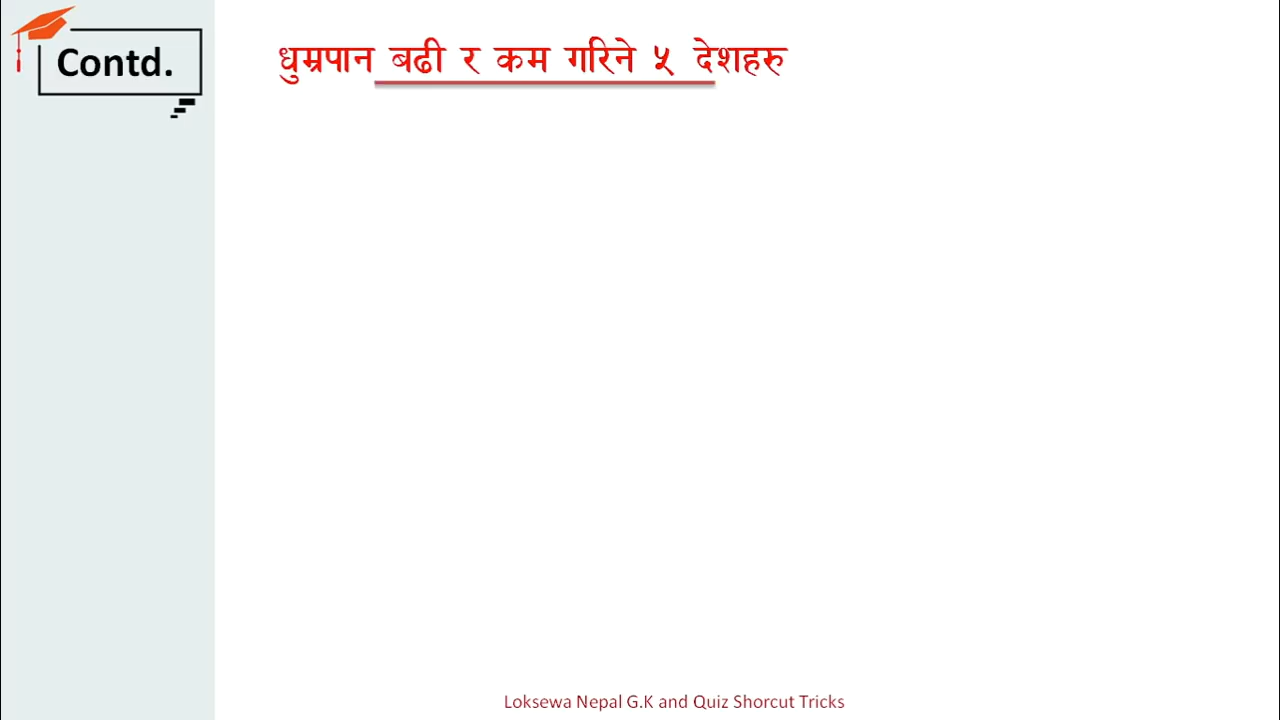 Contd.
धुम्रपान बढी र कम गरिने ५ देशहरु
Loksewa Nepal G.K and Quiz Shorcut Tricks